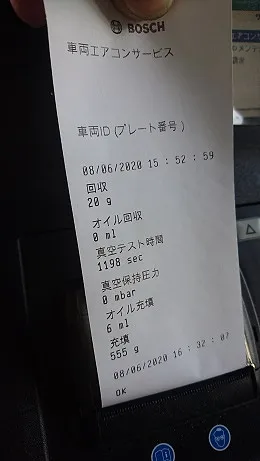 BOSCH
車両エアコンサービス
車両ID (プレート番号 )
08/06/2020 15 : 52 : 59
回収
20 g
オイル回収
0 ml
真空テスト時間
1198 sec
真空保持圧力
0 mbar
オイル充填
6 ml
充填
555 g
08/06/2020 16 : 32 : 07
OK